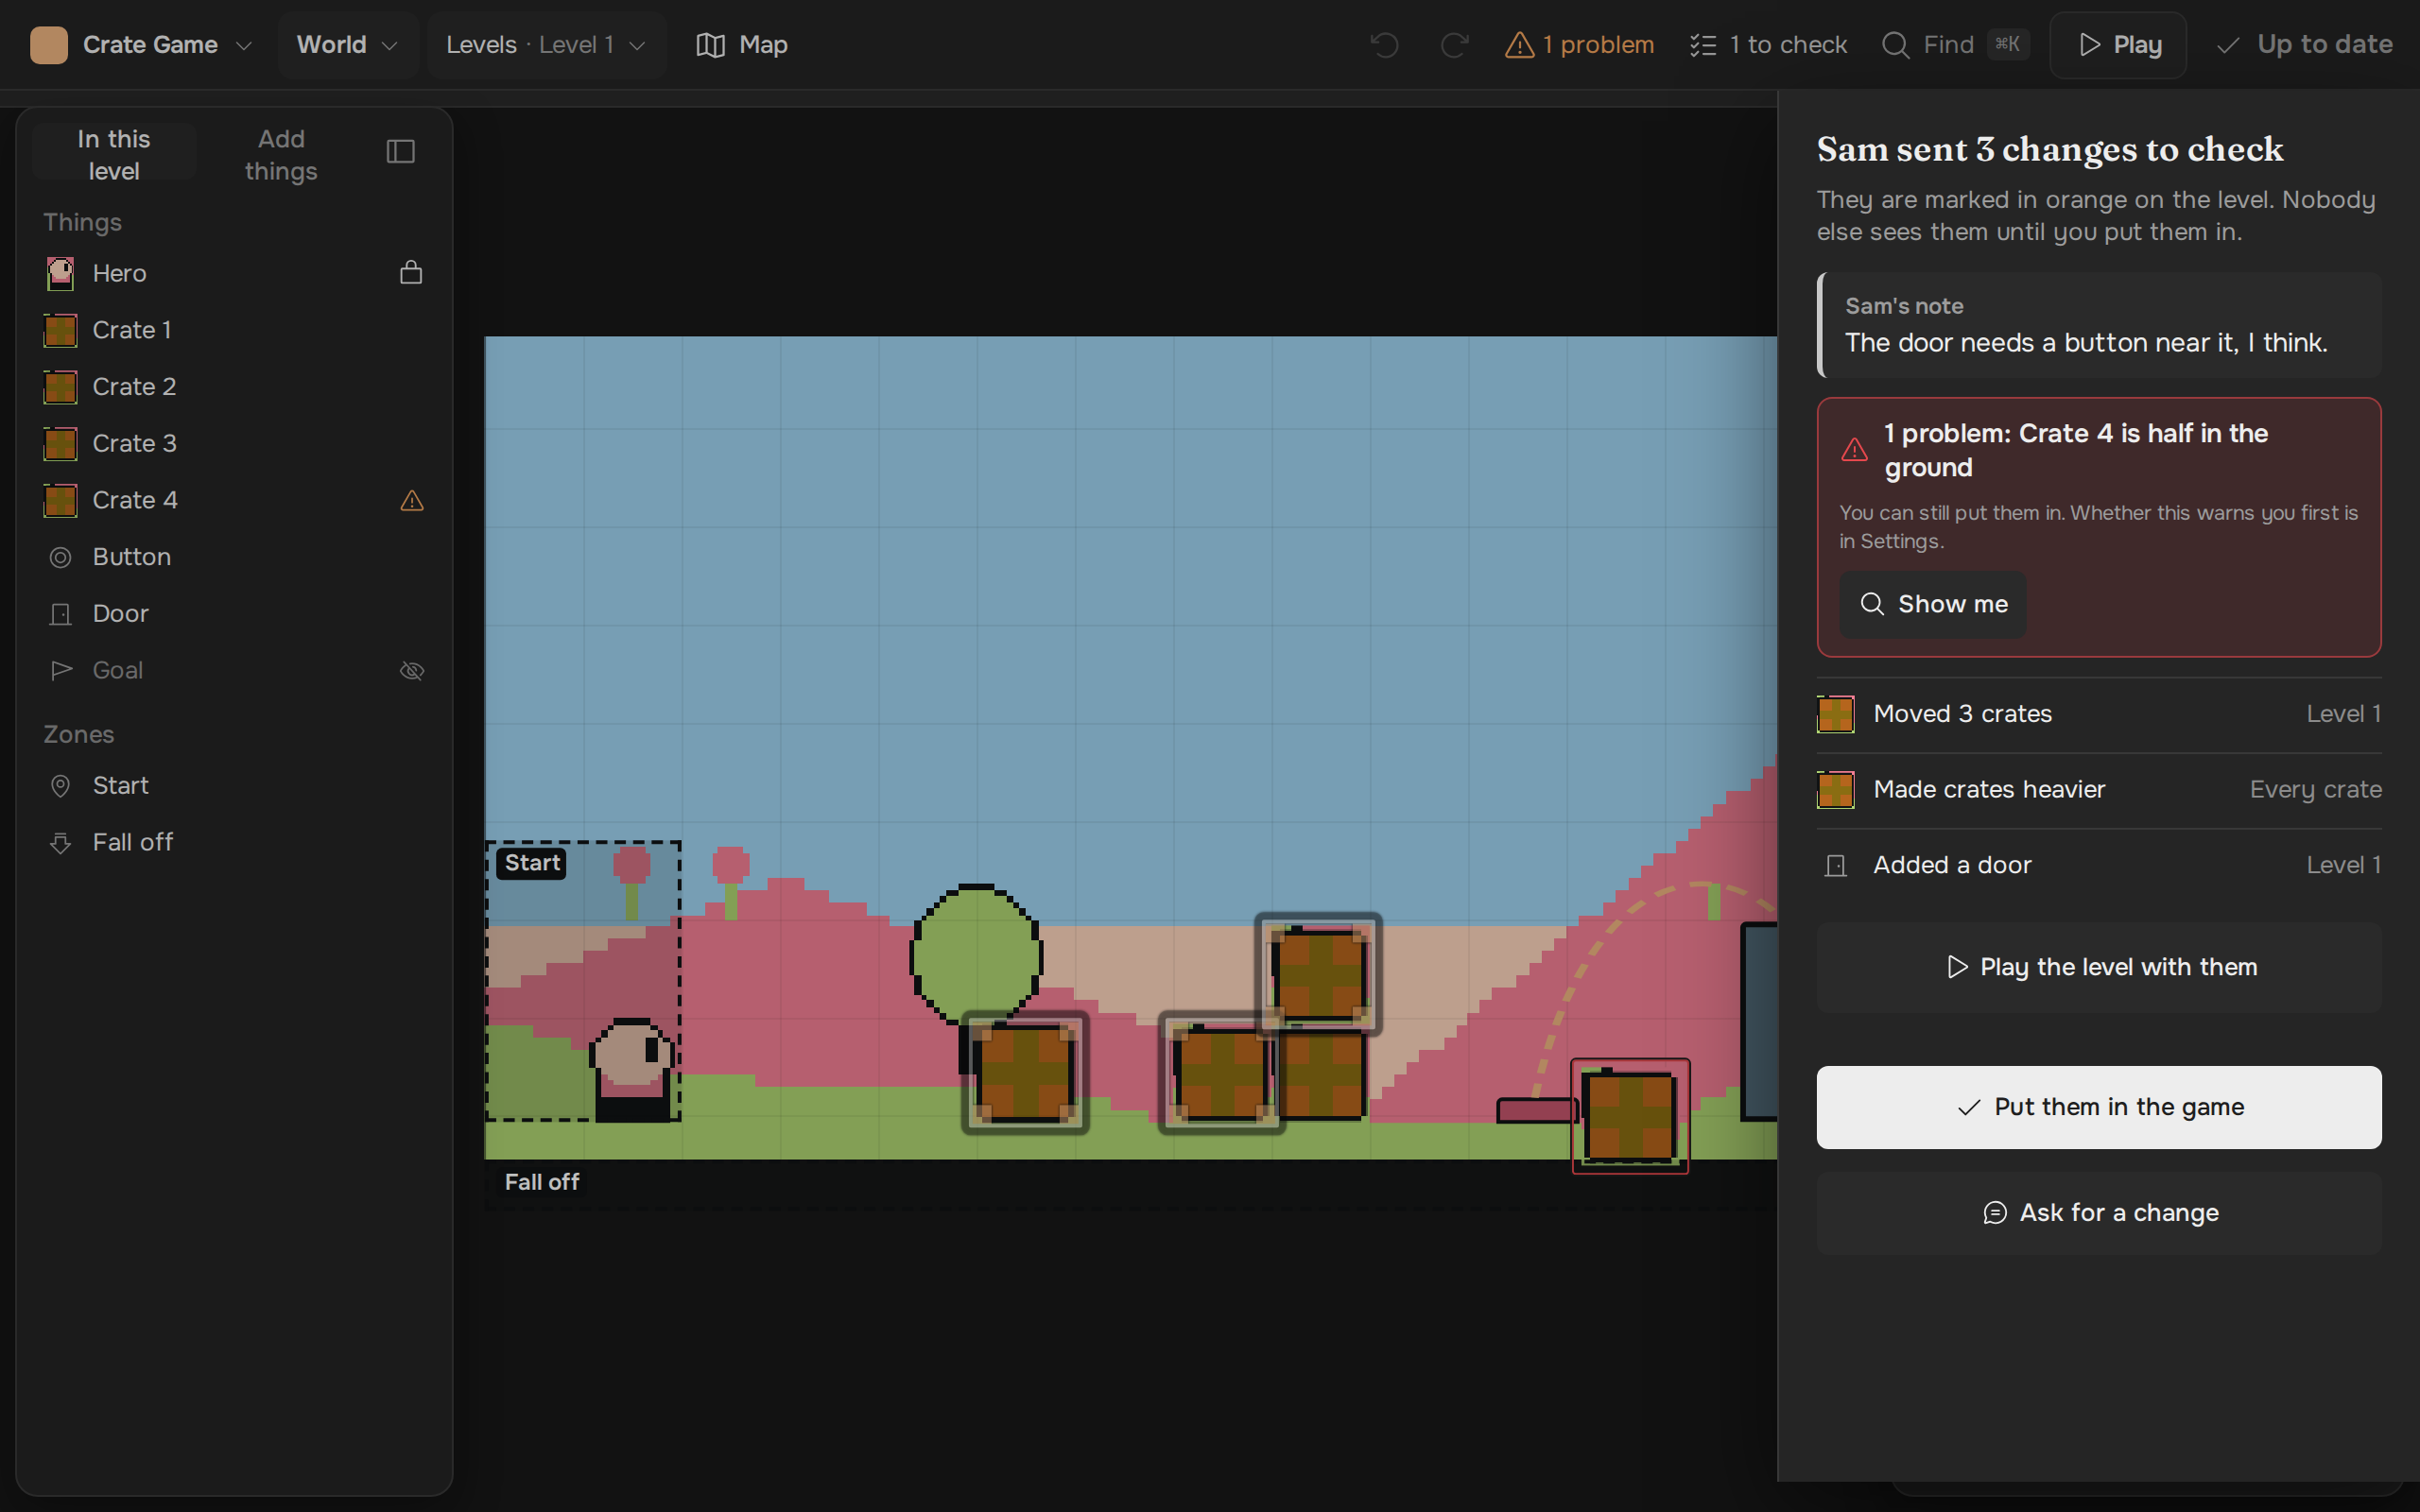 Crate Game
World
Levels · Level 1
Map
1 problem
1 to check
Find ⌘K
Play
Up to date
In this
level
Add
things
Things
Hero
Crate 1
Crate 2
Crate 3
Crate 4
Button
Door
Goal
Zones
Start
Fall off
Start
Fall off
Sam sent 3 changes to check
They are marked in orange on the level. Nobody
else sees them until you put them in.
Sam's note
The door needs a button near it, I think.
1 problem: Crate 4 is half in the
ground
You can still put them in. Whether this warns you first is
in Settings.
Show me
Moved 3 crates Level 1
Made crates heavier Every crate
Added a door Level 1
Play the level with them
Put them in the game
Ask for a change